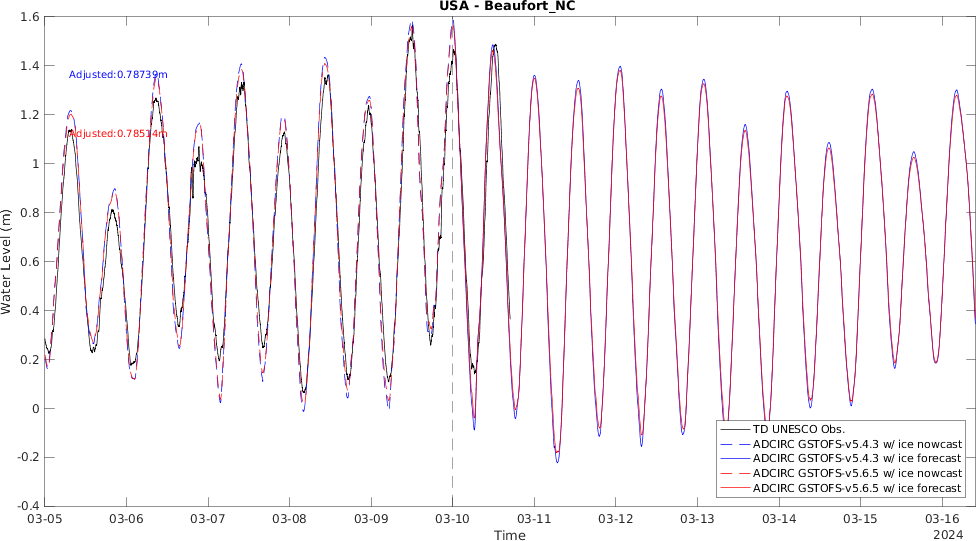 USA - Beaufort_NC
1.6
1.4
1.2
1
0.8
0.6
0.4
0.2
0
-0.2
-0.4
Water Level (m)
Adjusted:0.78739m
Adjusted:0.78514m
TD UNESCO Obs.
ADCIRC GSTOFS-v5.4.3 w/ ice nowcast
ADCIRC GSTOFS-v5.4.3 w/ ice forecast
ADCIRC GSTOFS-v5.6.5 w/ ice nowcast
ADCIRC GSTOFS-v5.6.5 w/ ice forecast
03-05 03-06 03-07 03-08 03-09 03-10 03-11 03-12 03-13 03-14 03-15 03-16
Time
2024